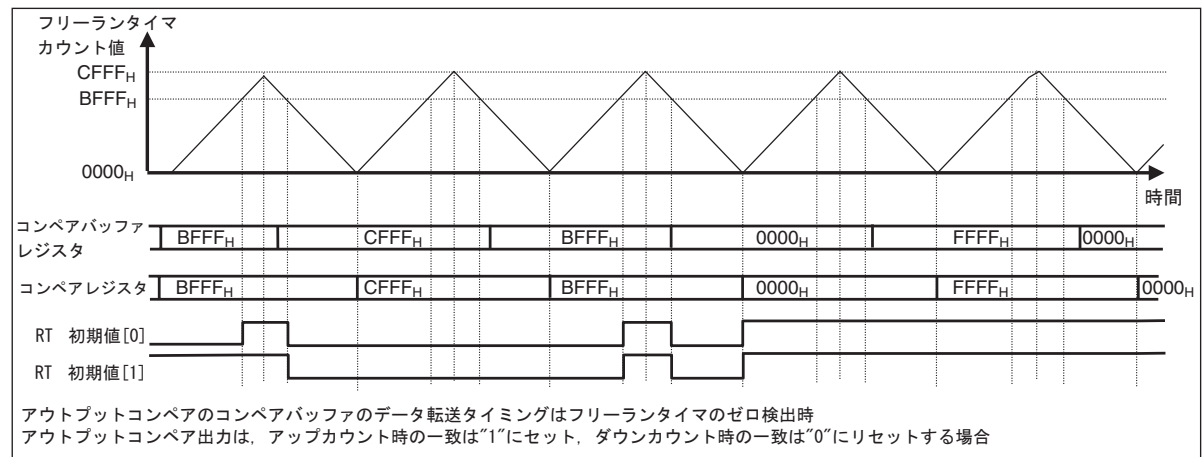 フリーランタイマ
カウント値
CFFFH
BFFFH
0000H
時間
コンペアバッファ
レジスタ
BFFFH CFFFH BFFFH 0000H FFFFH 0000H
コンペアレジスタ BFFFH CFFFH BFFFH 0000H FFFFH 0000H
RT 初期値[0]
RT 初期値[1]
アウトプットコンペアのコンペアバッファのデータ転送タイミングはフリーランタイマのゼロ検出時
アウトプットコンペア出力は，アップカウント時の一致は"1"にセット，ダウンカウント時の一致は"0"にリセットする場合